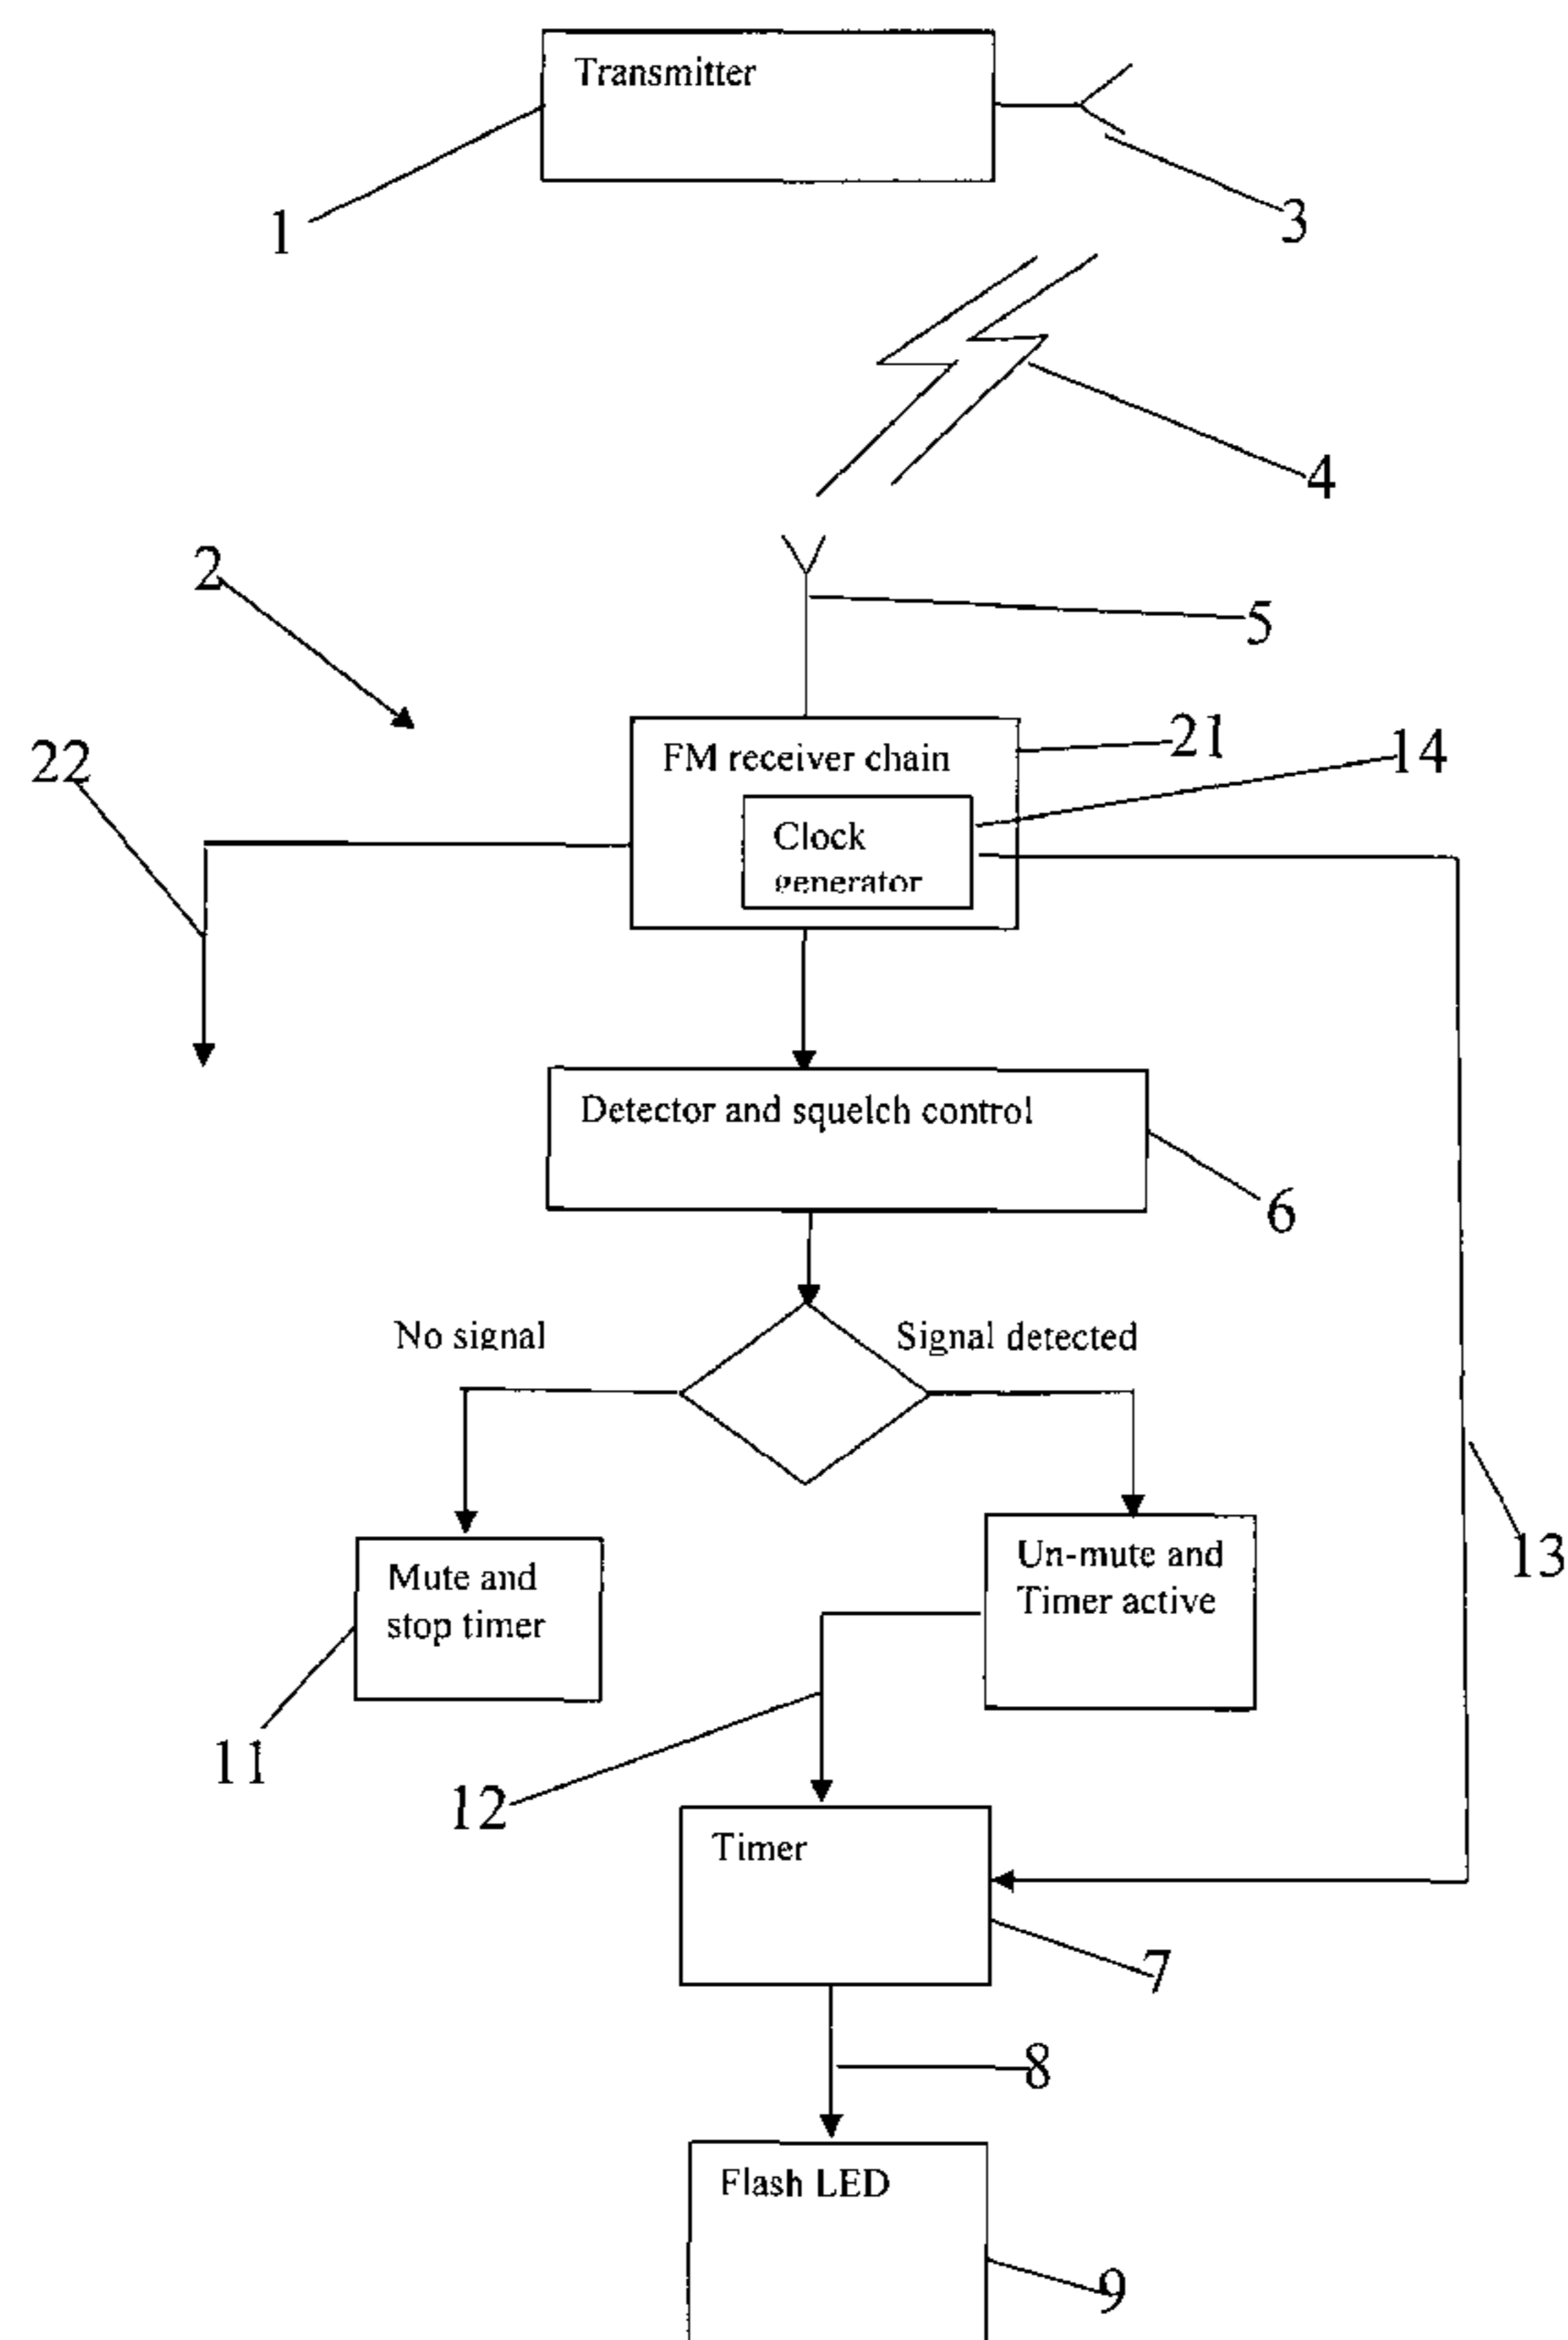 Transmitter
1
3
4
2
5
22
FM receiver chain
21
14
Clock
generator
Detector and squelch control
6
No signal
Signal detected
Mute and
stop timer
Un-mute and
Timer active
13
11
12
Timer
7
8
Flash LED
9